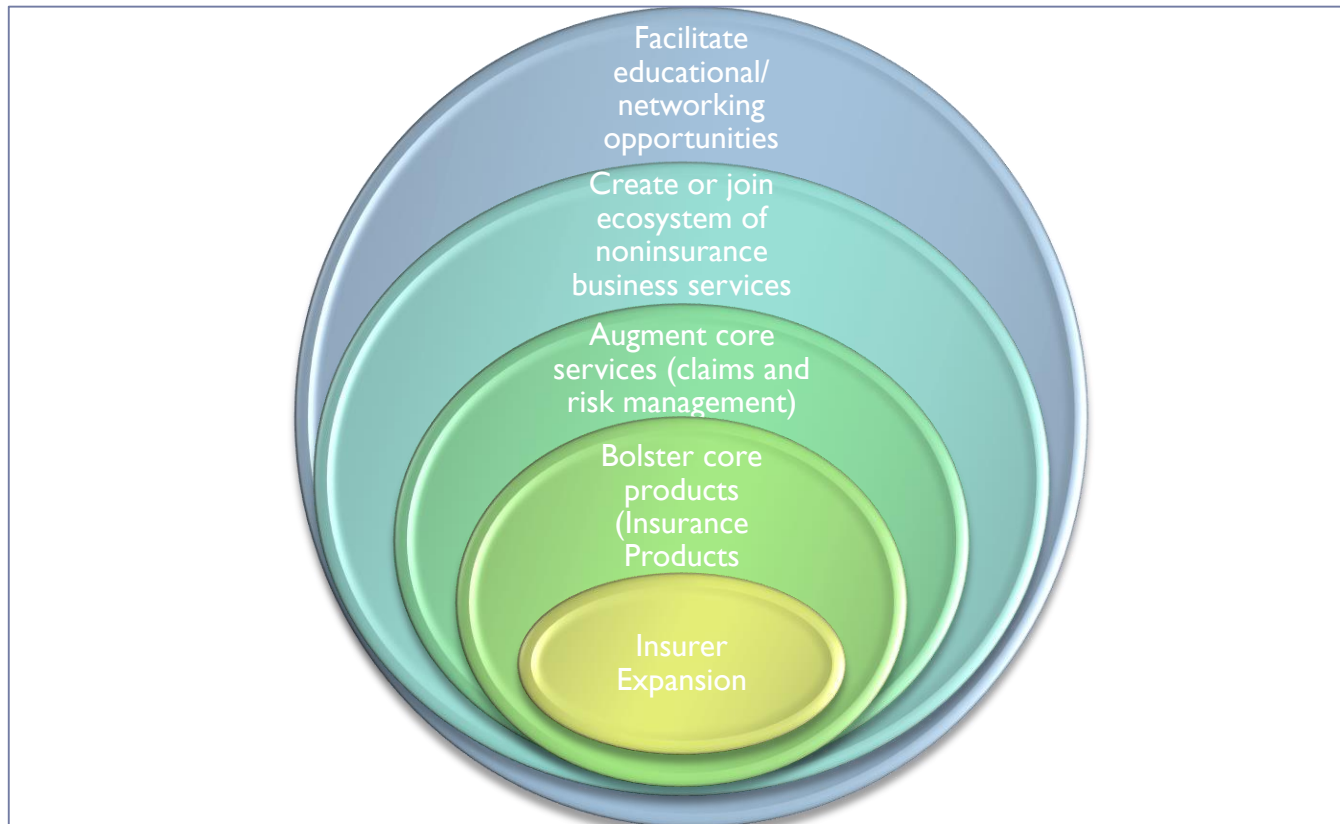 Facilitate
educational/
networking
opportunities
Create or join
ecosystem of
noninsurance
business services
Augment core
services (claims and
risk management)
Bolster core
products
(Insurance
Products
Insurer
Expansion